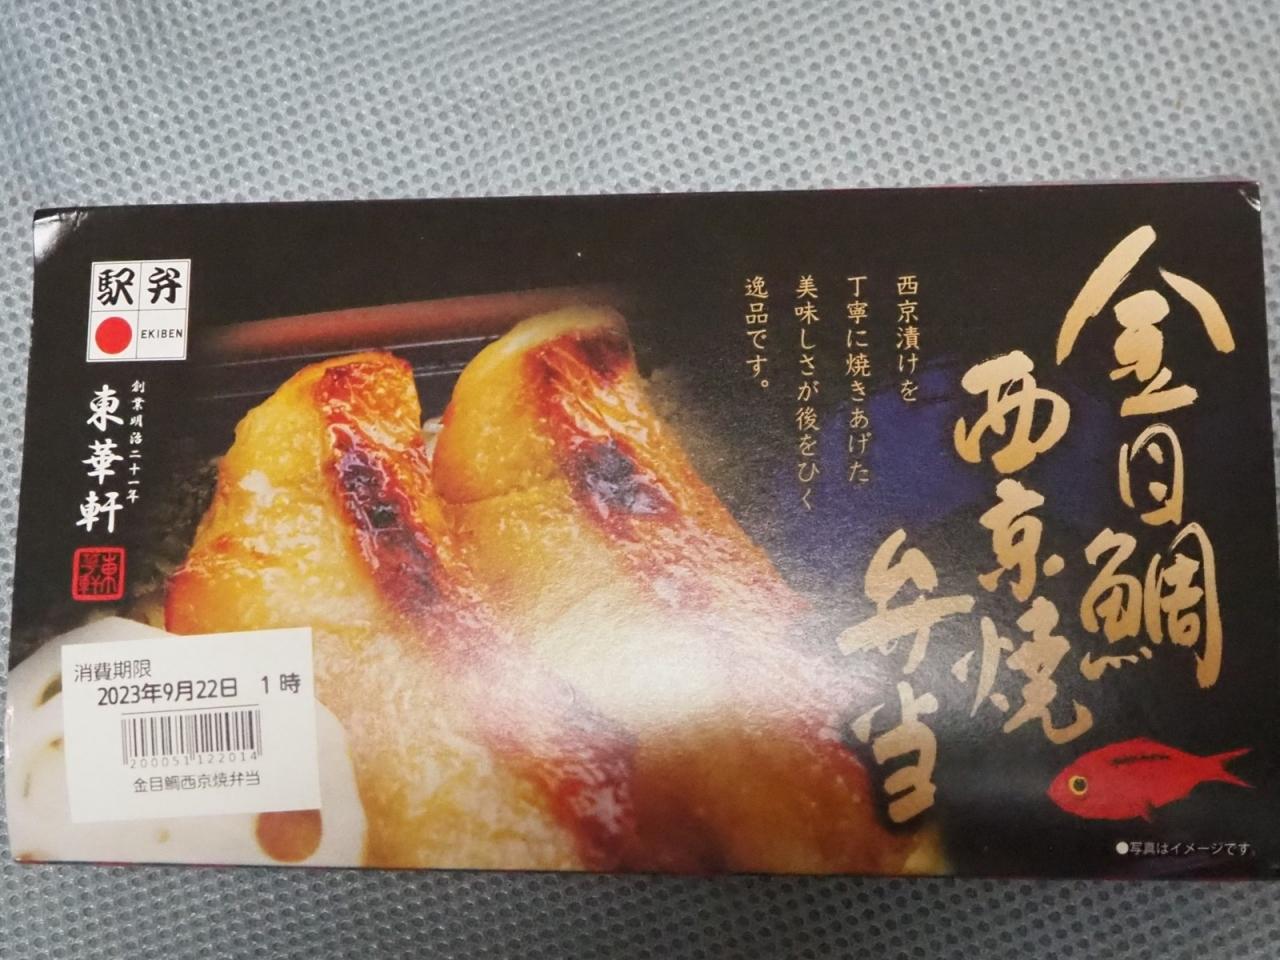 金目鯛
西京焼
弁当
西京漬けを
丁寧に焼きあげた
美味しさが後をひく
逸品です。
駅弁
EKIBEN
創業明治二十一年
東華軒
東華軒
消費期限
2023年9月22日 1時
200051122014
金目鯛西京焼弁当
●写真はイメージです。